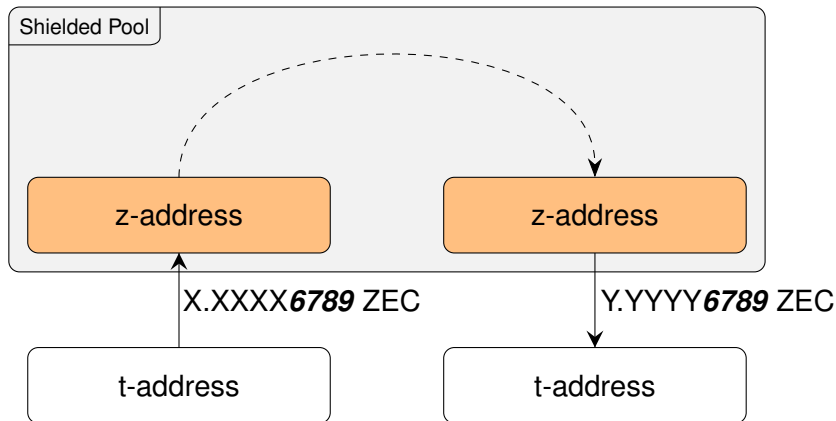 Shielded Pool
z-address
z-address
X.XXXX6789 ZEC
Y.YYYY6789 ZEC
t-address
t-address